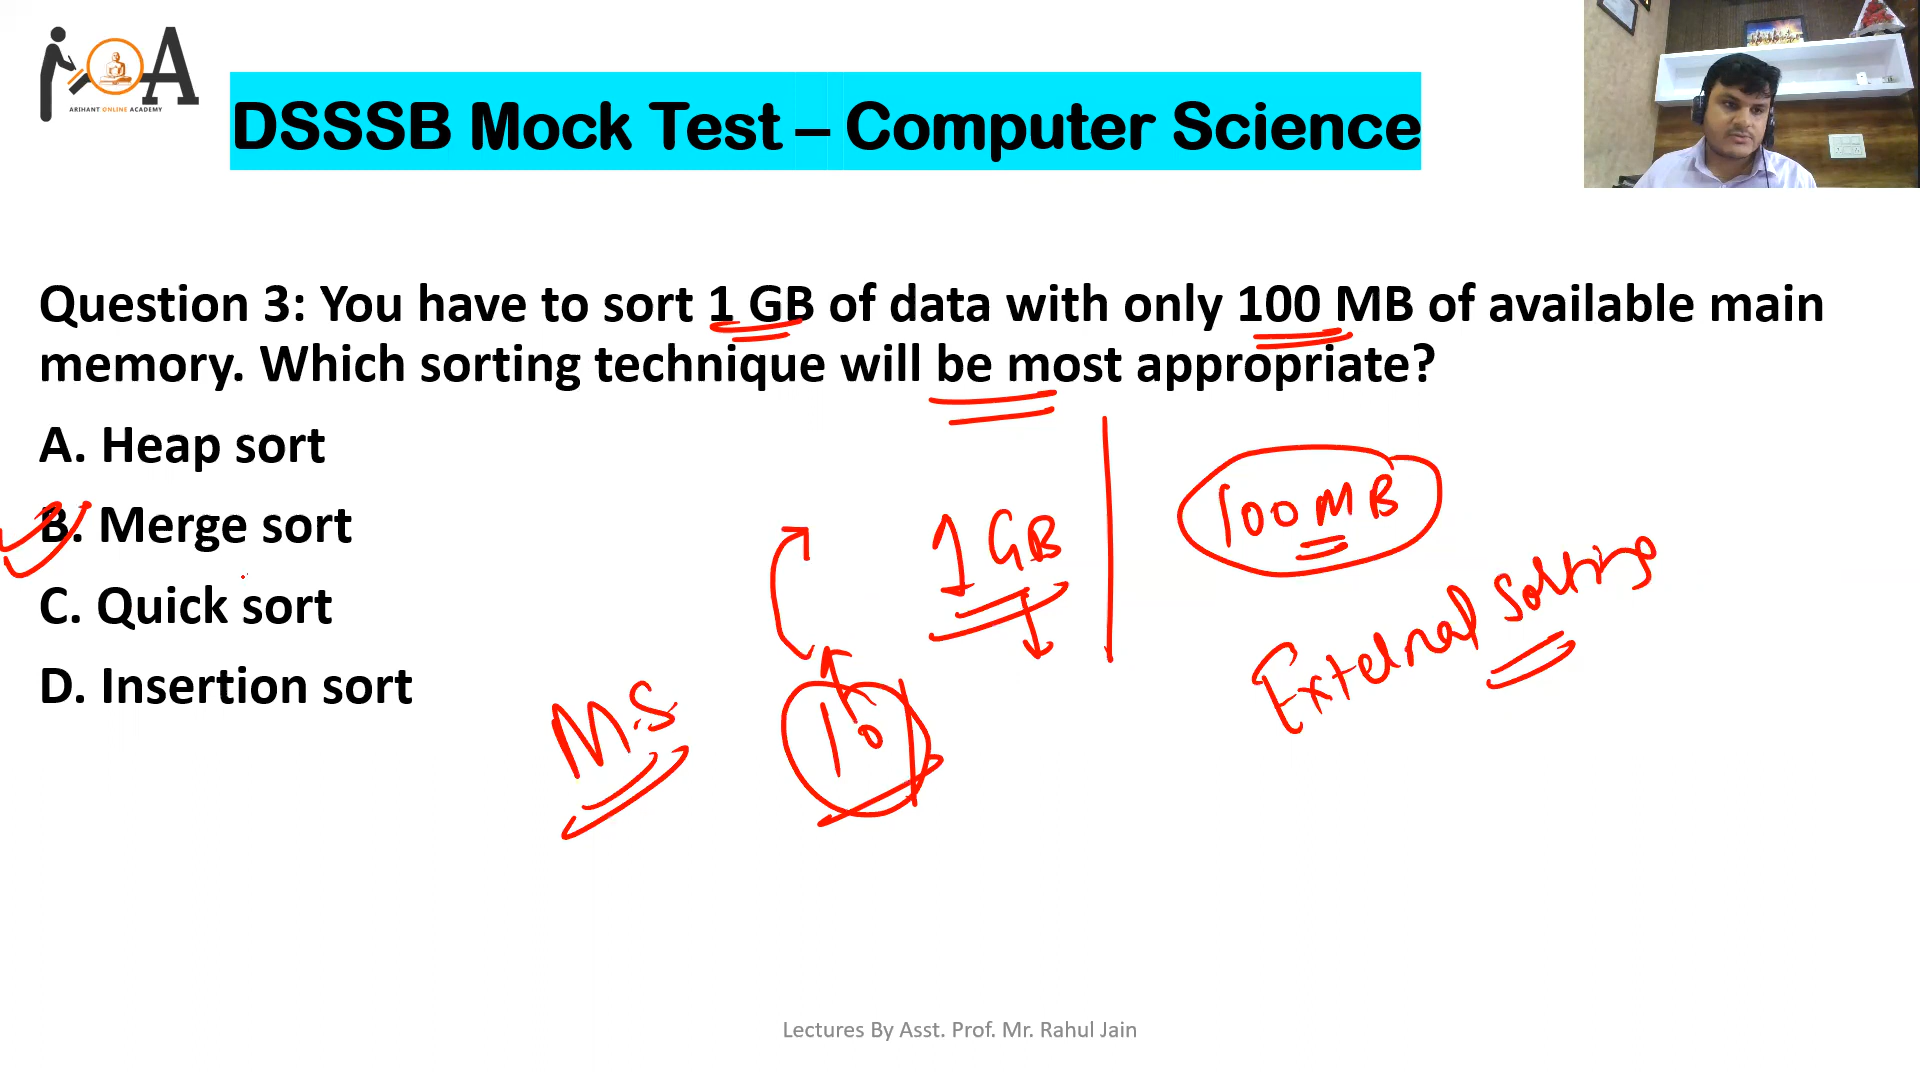 ARIHANT ONLINE ACADEMY
DSSSB Mock Test – Computer Science
Question 3: You have to sort 1 GB of data with only 100 MB of available main
memory. Which sorting technique will be most appropriate?
A. Heap sort
B. Merge sort
C. Quick sort
D. Insertion sort
1 GB
100 MB
External Sorting
M.S
10
Lectures By Asst. Prof. Mr. Rahul Jain